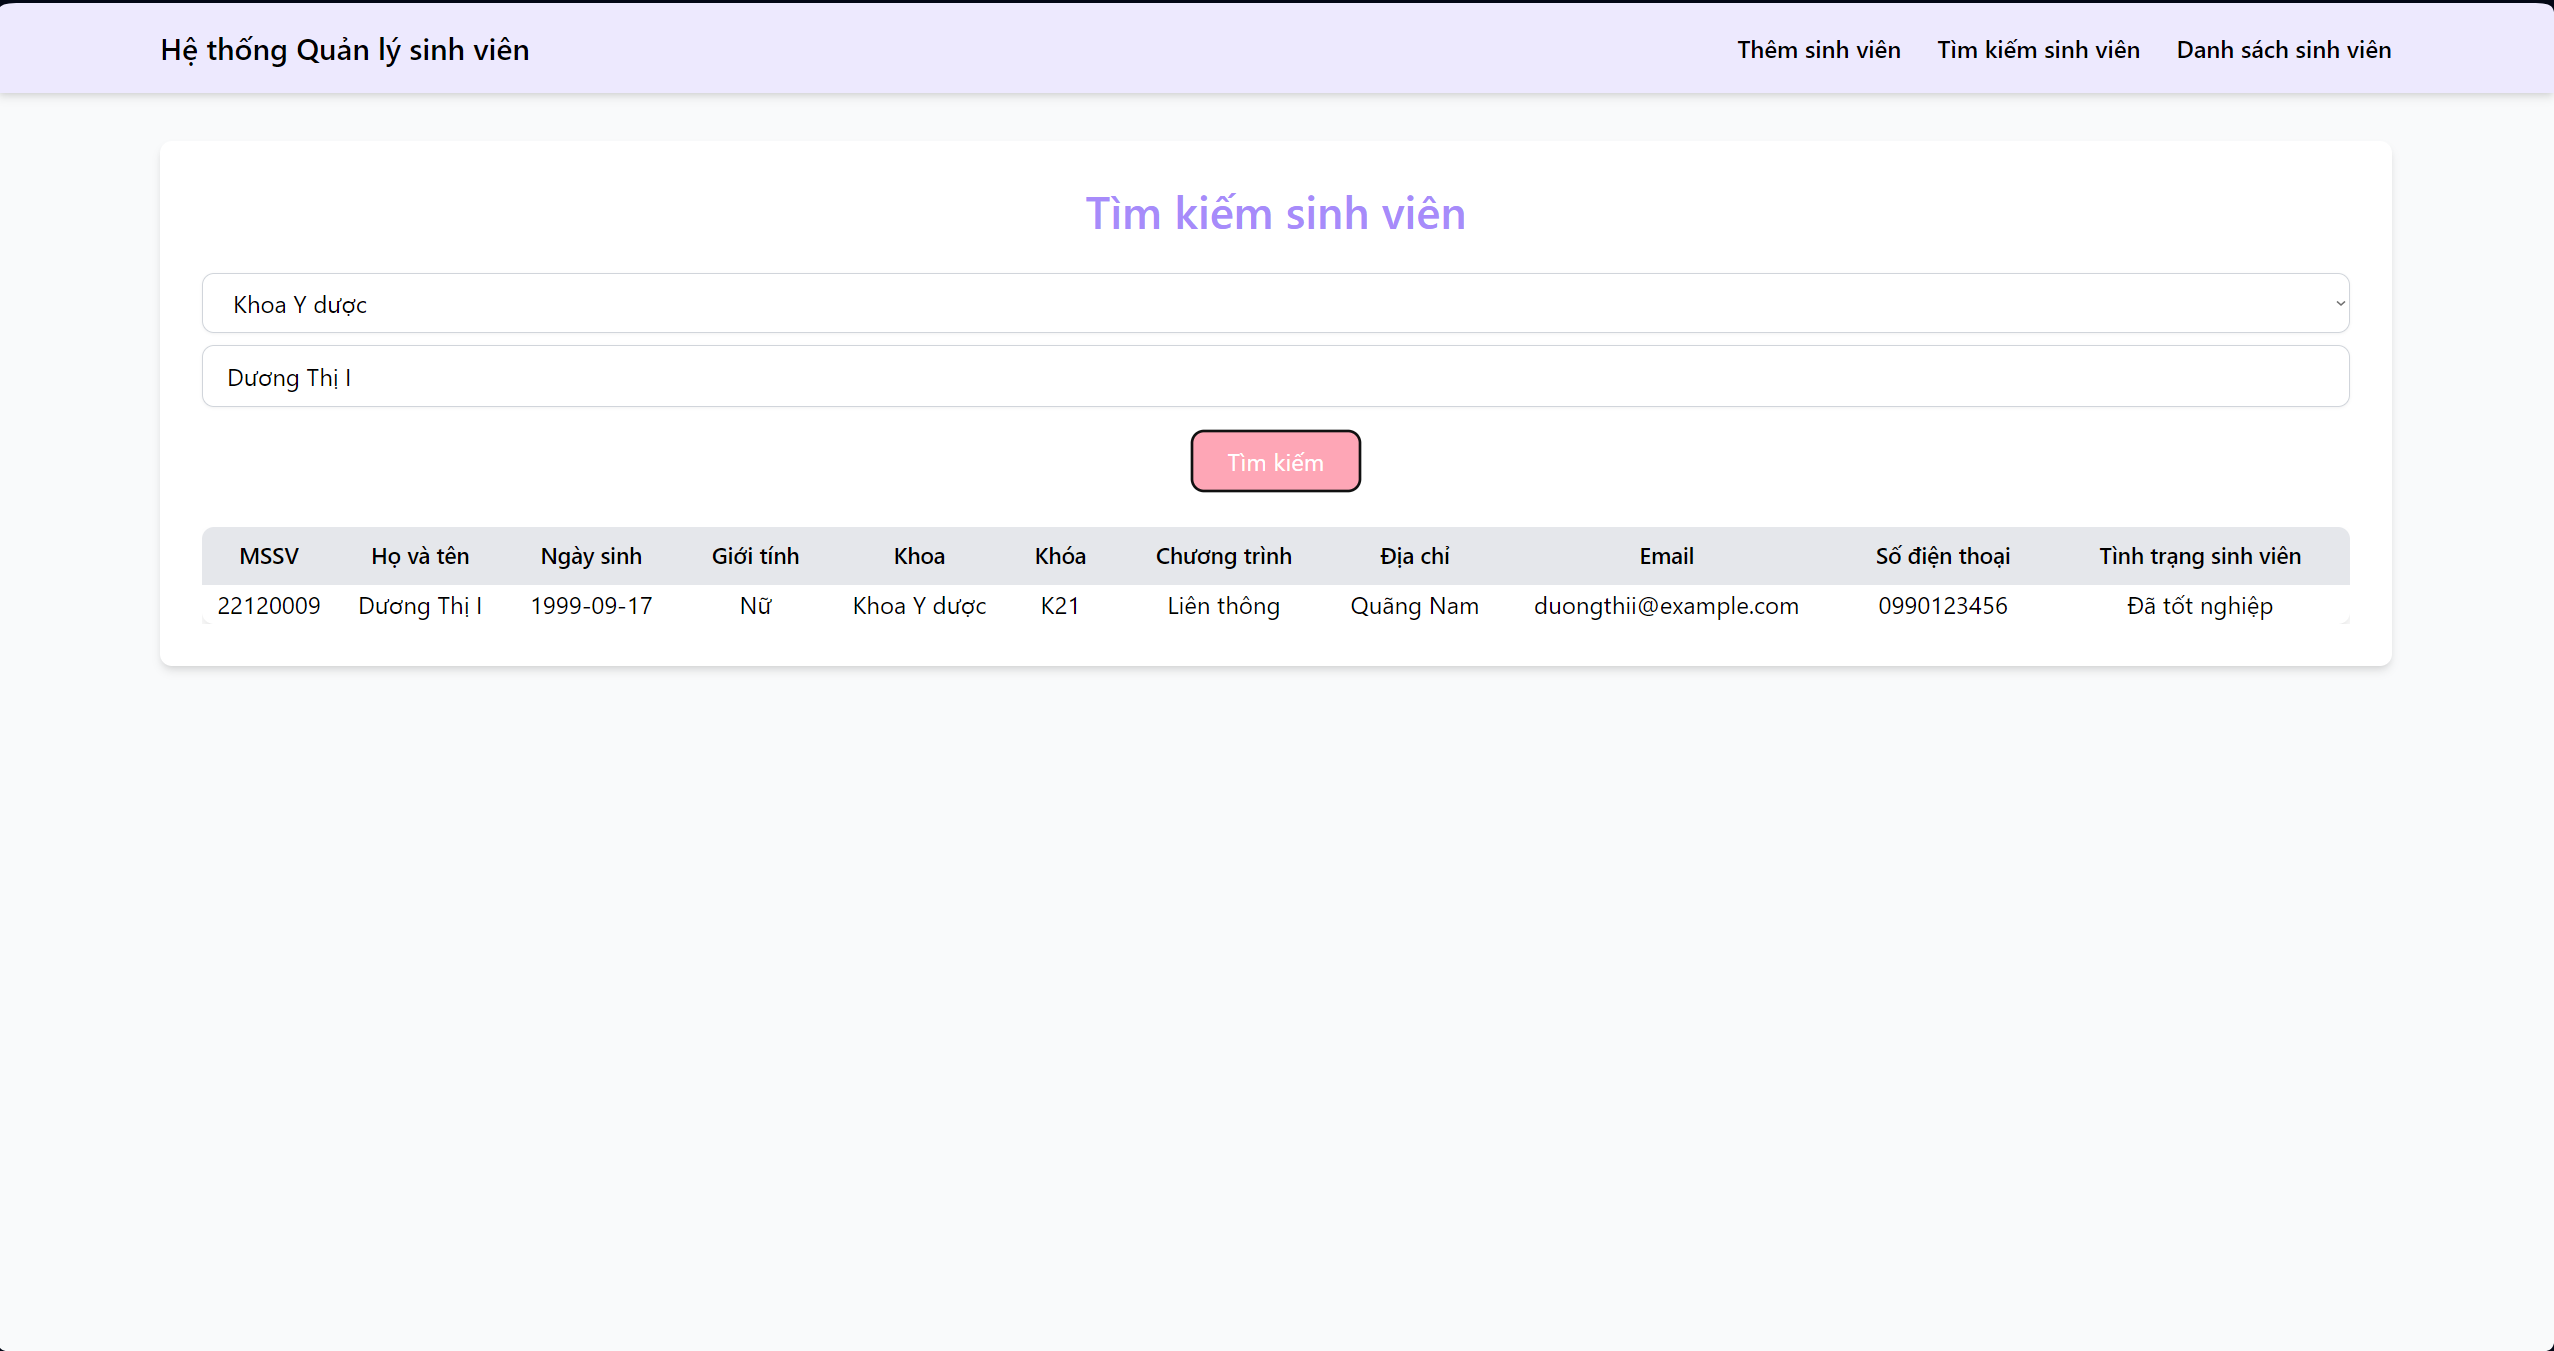 Hệ thống Quản lý sinh viên Thêm sinh viên Tìm kiếm sinh viên Danh sách sinh viên
Tìm kiếm sinh viên
Khoa Y dược
Dương Thị I
Tìm kiếm
MSSV Họ và tên Ngày sinh Giới tính Khoa Khóa Chương trình Địa chỉ Email Số điện thoại Tình trạng sinh viên
22120009 Dương Thị I 1999-09-17 Nữ Khoa Y dược K21 Liên thông Quãng Nam duongthii@example.com 0990123456 Đã tốt nghiệp